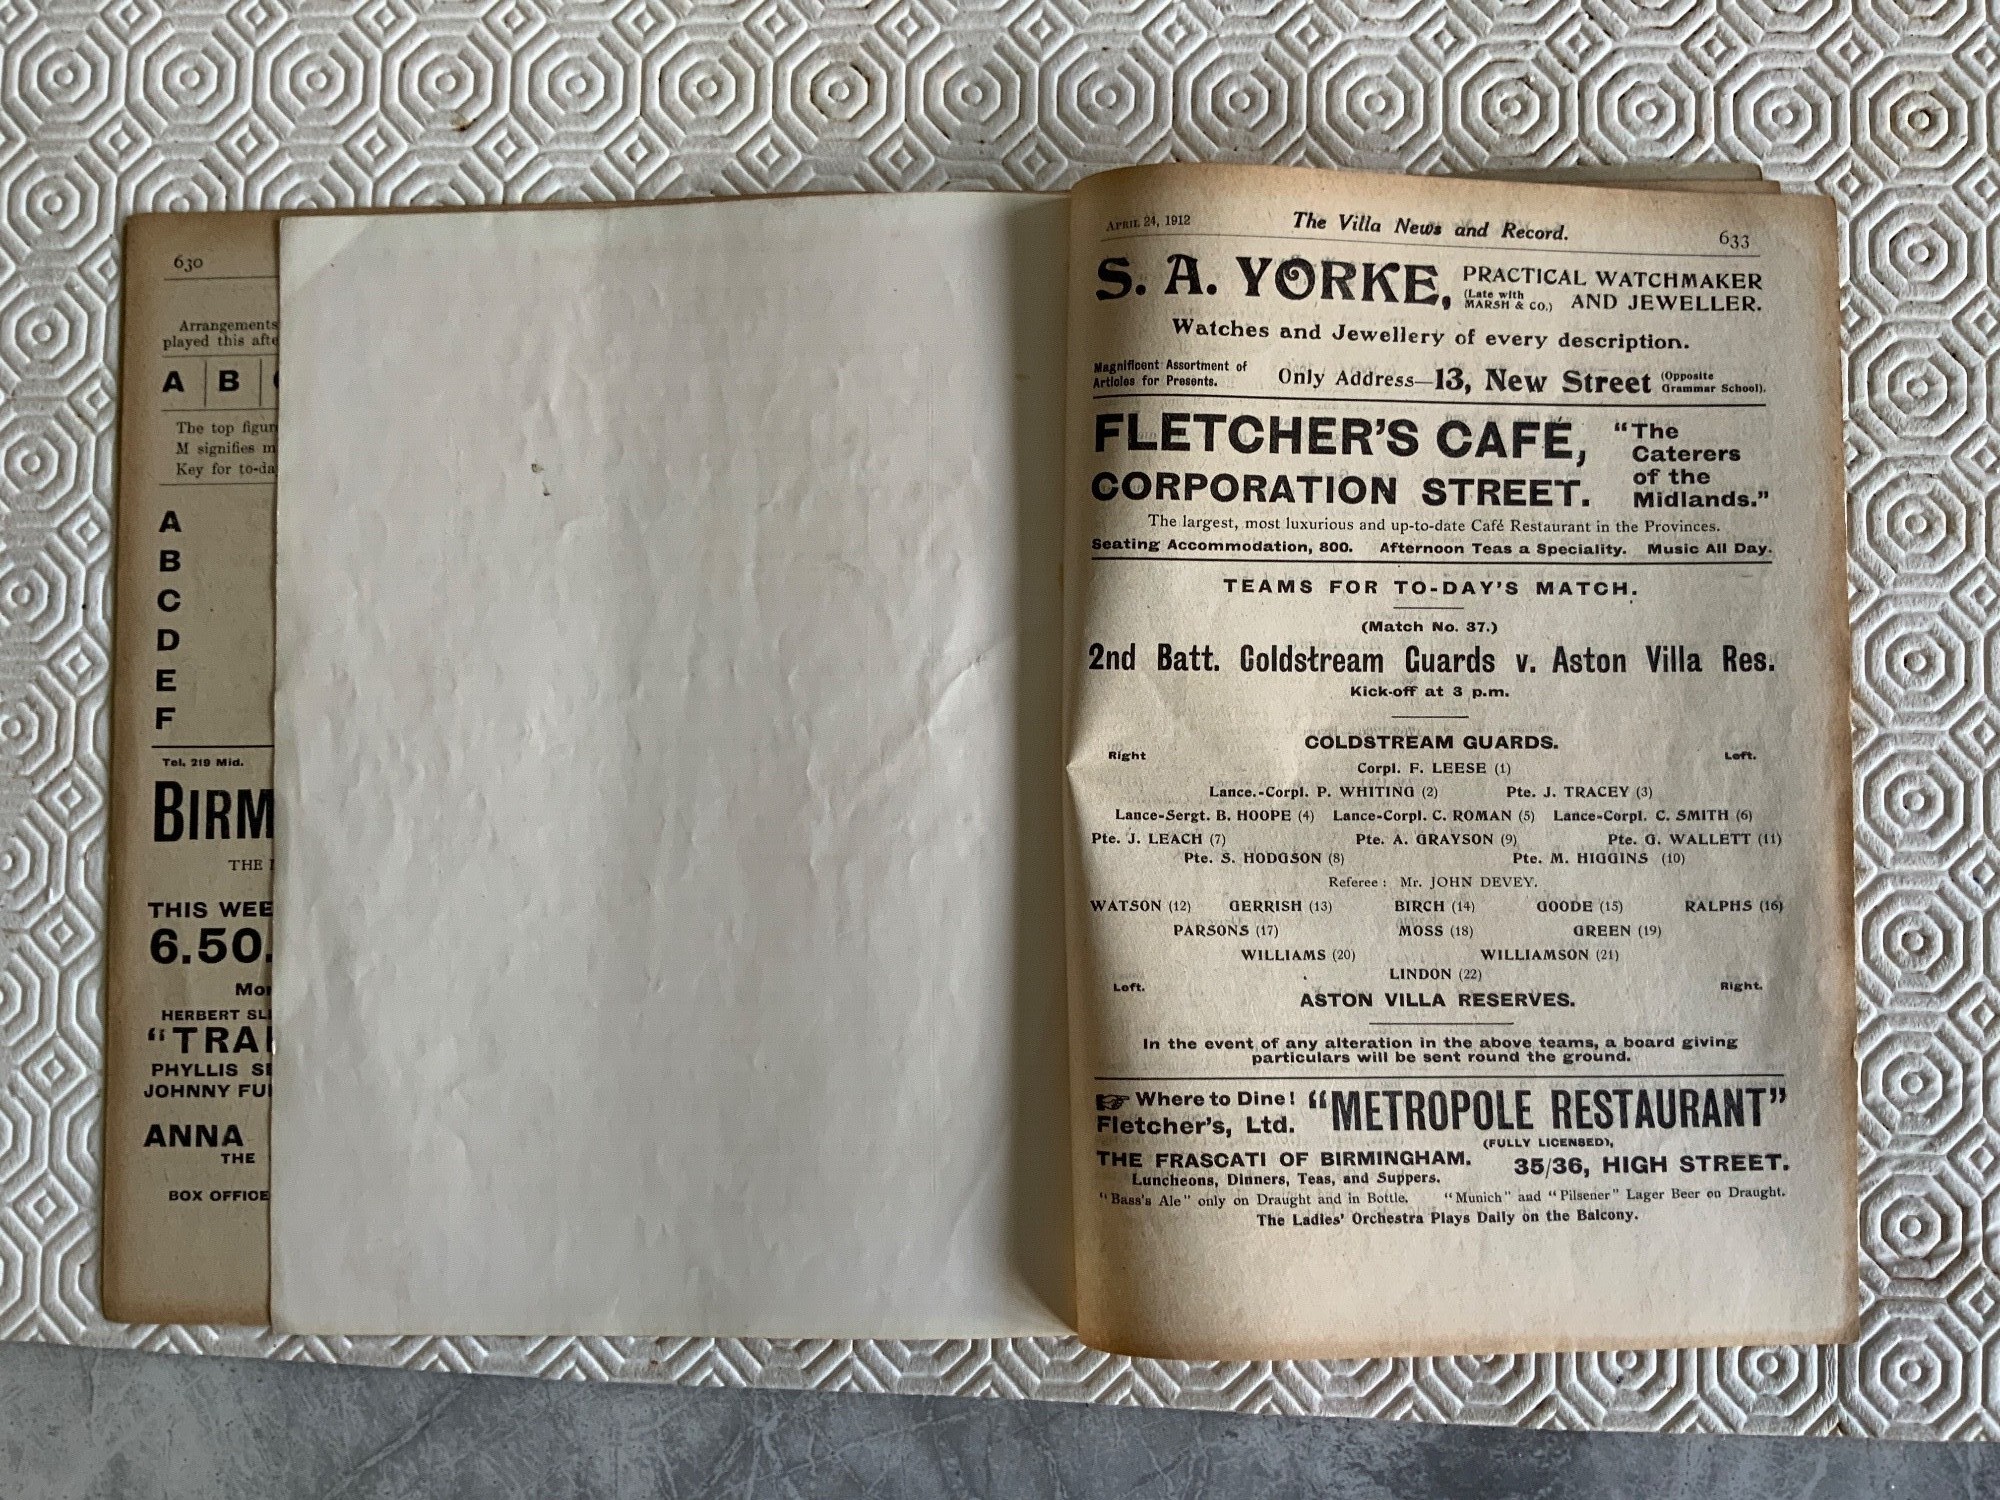 630
Arrangements
played this afte
A B
The top figur
M signifies m
Key for to-da
A
B
C
D
E
F
Tel. 219 Mid.
BIRM
THE
THIS WEE
6.50.
Mo
HERBERT SL
"TRA
PHYLLIS S
JOHNNY FU
ANNA
THE
BOX OFFICE
APRIL 24, 1912 The Villa News and Record. 633
S. A. YORKE, PRACTICAL WATCHMAKER
(Late with MARSH & CO.) AND JEWELLER.
Watches and Jewellery of every description.
Magnificent Assortment of
Articles for Presents. Only Address—13, New Street (Opposite Grammar School).
FLETCHER'S CAFÉ, "The
Caterers
CORPORATION STREET. of the
Midlands."
The largest, most luxurious and up-to-date Café Restaurant in the Provinces.
Seating Accommodation, 800. Afternoon Teas a Speciality. Music All Day.
TEAMS FOR TO-DAY'S MATCH.
(Match No. 37.)
2nd Batt. Coldstream Guards v. Aston Villa Res.
Kick-off at 3 p.m.
COLDSTREAM GUARDS.
Right Left.
Corpl. F. LEESE (1)
Lance.-Corpl. P. WHITING (2) Pte. J. TRACEY (3)
Lance-Sergt. B. HOOPE (4) Lance-Corpl. C. ROMAN (5) Lance-Corpl. C. SMITH (6)
Pte. J. LEACH (7) Pte. A. GRAYSON (9) Pte. G. WALLETT (11)
Pte. S. HODGSON (8) Pte. M. HIGGINS (10)
Referee: Mr. JOHN DEVEY.
WATSON (12) GERRISH (13) BIRCH (14) GOODE (15) RALPHS (16)
PARSONS (17) MOSS (18) GREEN (19)
WILLIAMS (20) WILLIAMSON (21)
LINDON (22)
Left. Right.
ASTON VILLA RESERVES.
In the event of any alteration in the above teams, a board giving
particulars will be sent round the ground.
Where to Dine! "METROPOLE RESTAURANT"
Fletcher's, Ltd.
(FULLY LICENSED),
THE FRASCATI OF BIRMINGHAM. 35/36, HIGH STREET.
Luncheons, Dinners, Teas, and Suppers.
"Bass's Ale" only on Draught and in Bottle. "Munich" and "Pilsener" Lager Beer on Draught.
The Ladies' Orchestra Plays Daily on the Balcony.